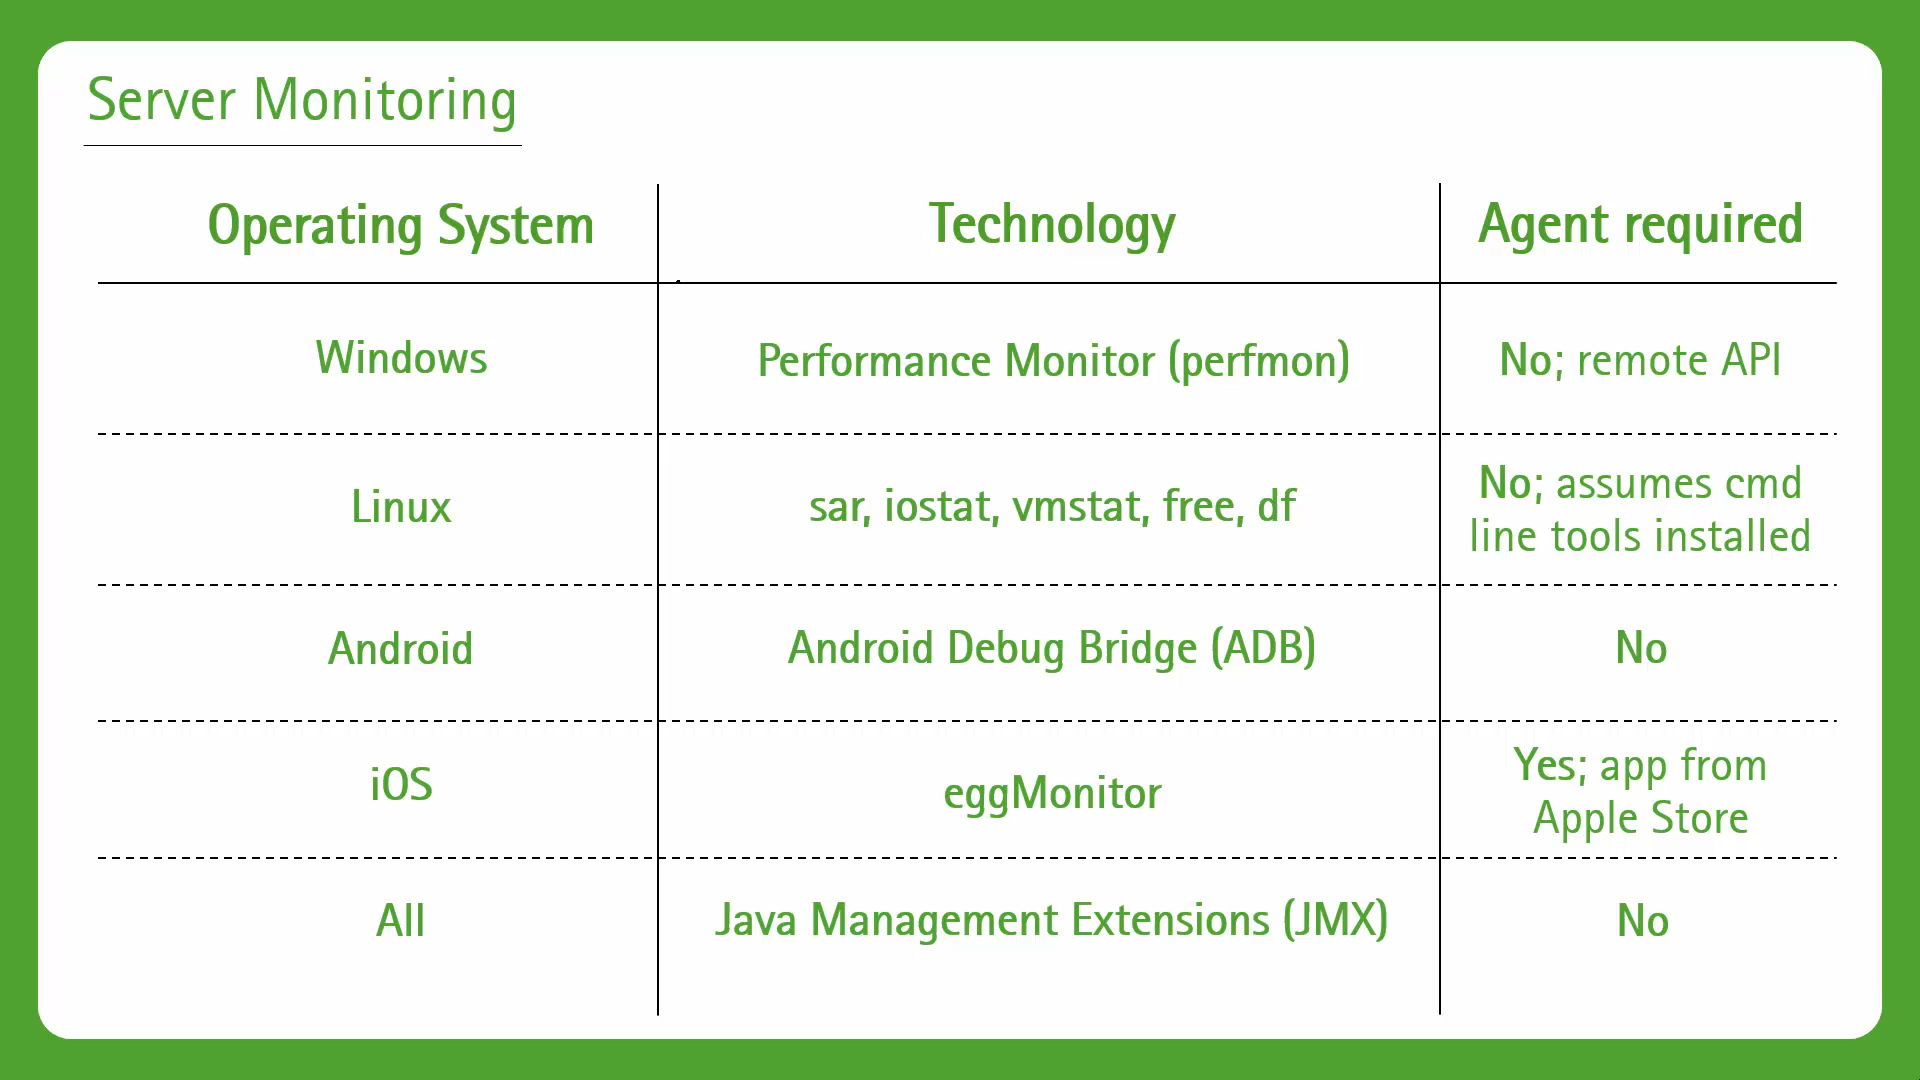 Server Monitoring
Operating System
Technology
Agent required
Windows
Performance Monitor (perfmon)
No; remote API
Linux
sar, iostat, vmstat, free, df
No; assumes cmd
line tools installed
Android
Android Debug Bridge (ADB)
No
iOS
eggMonitor
Yes; app from
Apple Store
All
Java Management Extensions (JMX)
No